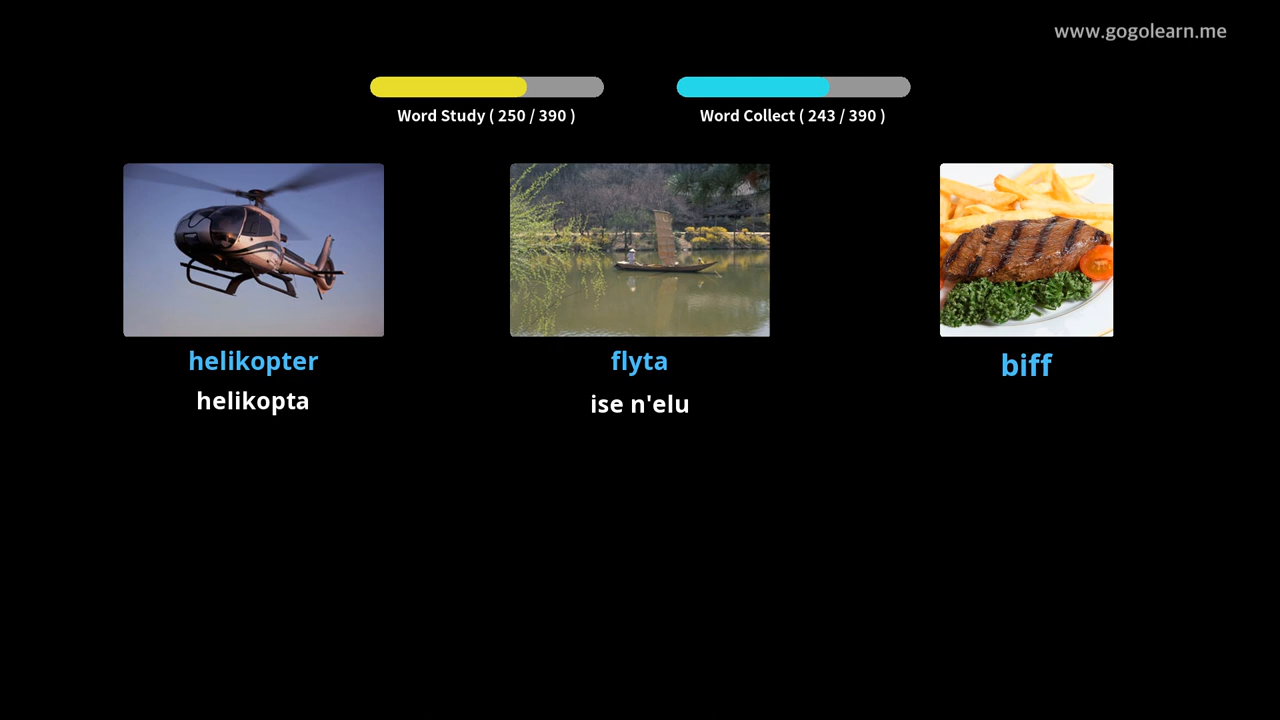 www.gogolearn.me
Word Study ( 250 / 390 )
Word Collect ( 243 / 390 )
helikopter
helikopta
flyta
ise n'elu
biff